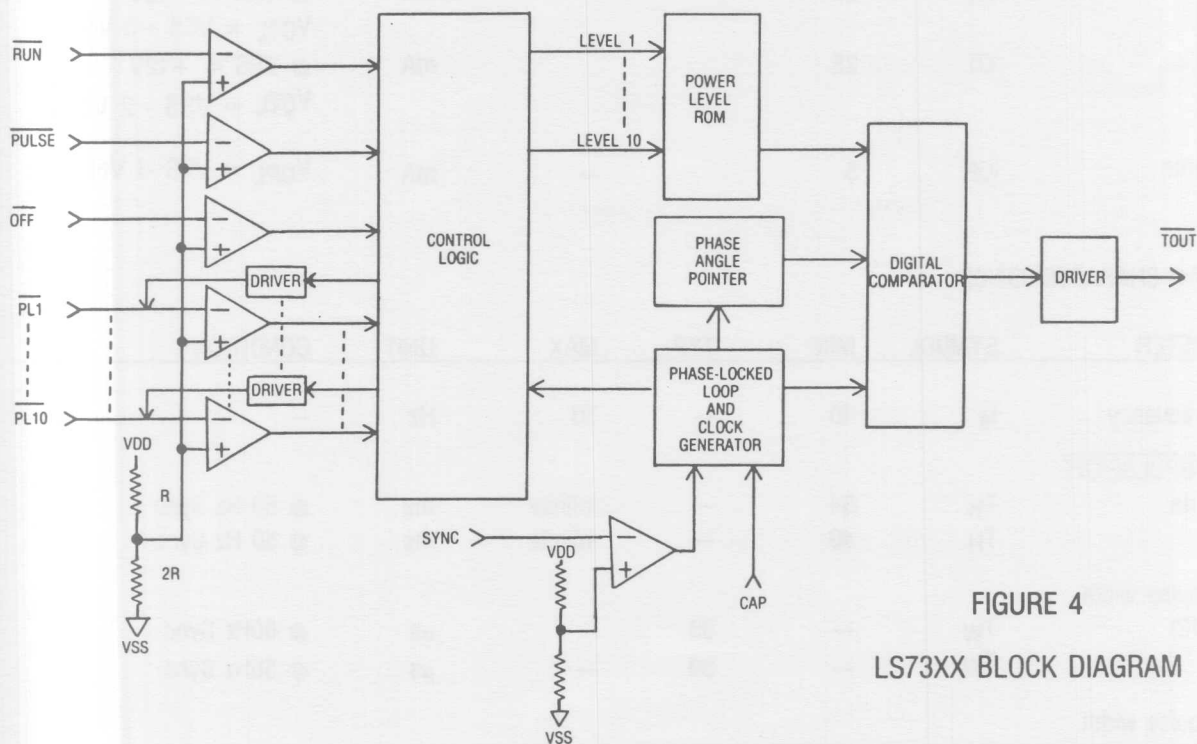 RUN
PULSE
OFF
PL1
PL10
VDD
R
2R
VSS
DRIVER
DRIVER
CONTROL
LOGIC
LEVEL 1
LEVEL 10
POWER
LEVEL
ROM
PHASE
ANGLE
POINTER
PHASE-LOCKED
LOOP
AND
CLOCK
GENERATOR
DIGITAL
COMPARATOR
DRIVER
TOUT
SYNC
VDD
VSS
CAP
FIGURE 4
LS73XX BLOCK DIAGRAM